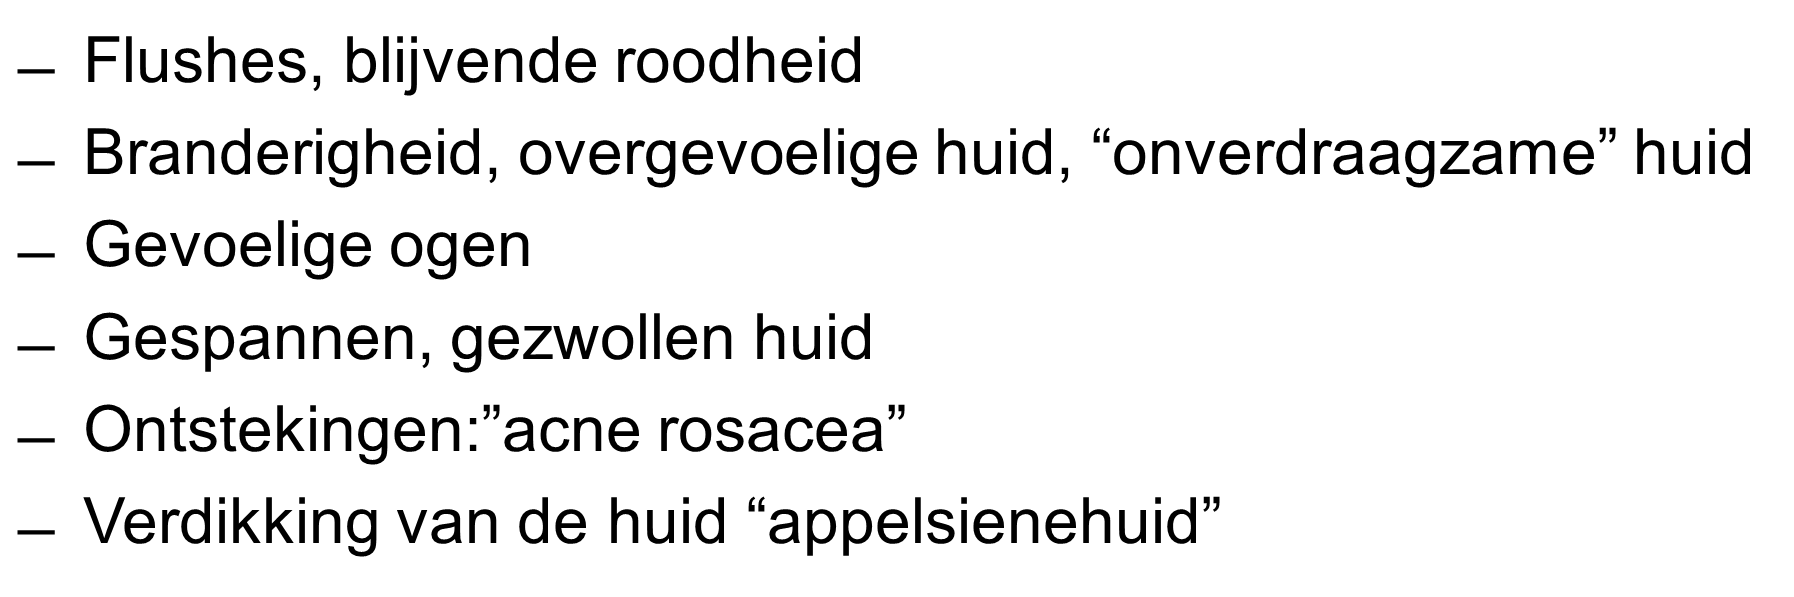 – Flushes, blijvende roodheid
– Branderigheid, overgevoelige huid, “onverdraagzame” huid
– Gevoelige ogen
– Gespannen, gezwollen huid
– Ontstekingen:”acne rosacea”
– Verdikking van de huid “appelsienehuid”